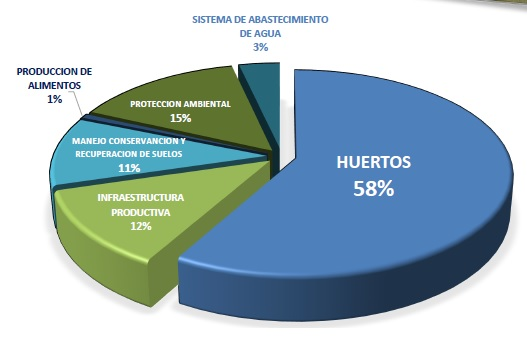 SISTEMA DE ABASTECIMIENTO
DE AGUA
3%
PRODUCCION DE
ALIMENTOS
1%
PROTECCION AMBIENTAL
15%
MANEJO CONSERVANCION Y
RECUPERACION DE SUELOS
11%
HUERTOS
58%
INFRAESTRUCTURA
PRODUCTIVA
12%